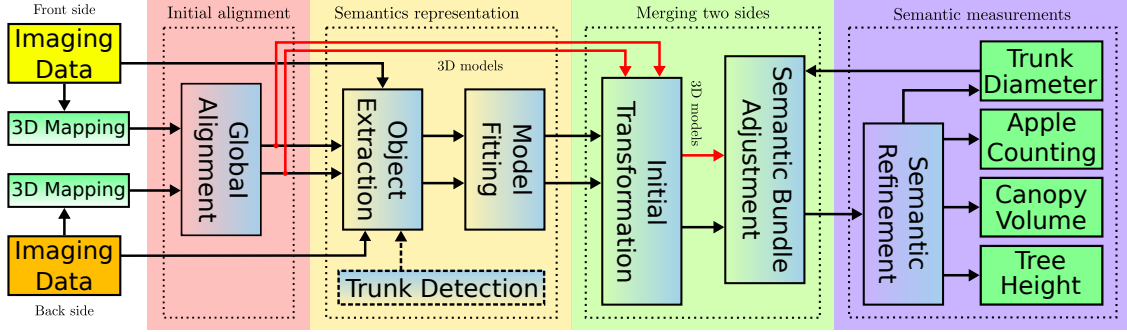 Front side
Initial alignment
Semantics representation
Merging two sides
Semantic measurements
Imaging
Data
3D Mapping
3D Mapping
Imaging
Data
Back side
Global
Alignment
3D models
Object
Extraction
Model
Fitting
Trunk Detection
Initial
Transformation
3D models
Semantic Bundle
Adjustment
Semantic
Refinement
Trunk
Diameter
Apple
Counting
Canopy
Volume
Tree
Height